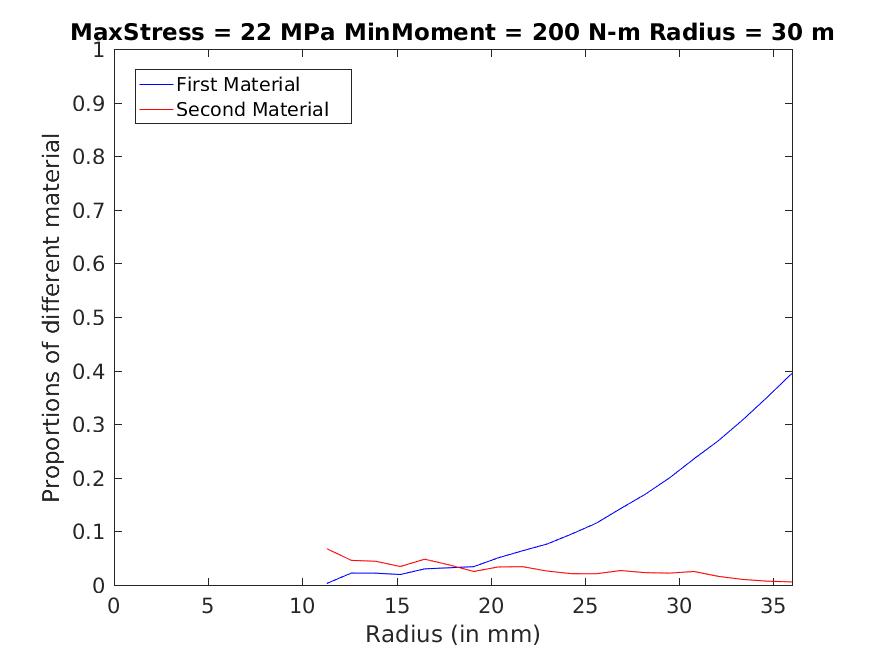 MaxStress = 22 MPa MinMoment = 200 N-m Radius = 30 m
1
0.9
0.8
0.7
0.6
0.5
0.4
0.3
0.2
0.1
0
First Material
Second Material
Proportions of different material
0 5 10 15 20 25 30 35
Radius (in mm)